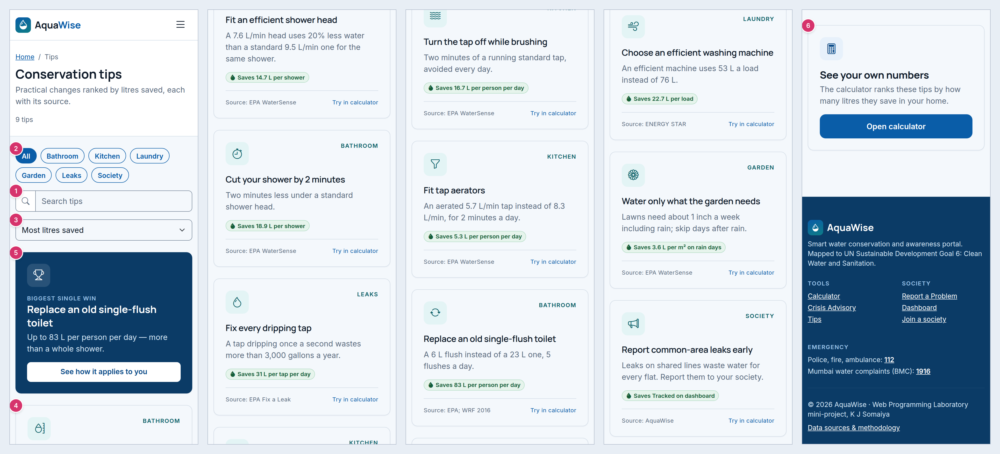 AquaWise
Home / Tips
Conservation tips
Practical changes ranked by litres saved, each
with its source.
9 tips
2
All
Bathroom
Kitchen
Laundry
Garden
Leaks
Society
1
Search tips
3
Most litres saved
5
BIGGEST SINGLE WIN
Replace an old single-flush
toilet
Up to 83 L per person per day — more
than a whole shower.
See how it applies to you
4
BATHROOM
Fit an efficient shower head
A 7.6 L/min head uses 20% less water
than a standard 9.5 L/min one for the
same shower.
Saves 14.7 L per shower
Source: EPA WaterSense
Try in calculator
BATHROOM
Cut your shower by 2 minutes
Two minutes less under a standard
shower head.
Saves 18.9 L per shower
Source: EPA WaterSense
Try in calculator
LEAKS
Fix every dripping tap
A tap dripping once a second wastes
more than 3,000 gallons a year.
Saves 31 L per tap per day
Source: EPA Fix a Leak
Try in calculator
KITCHEN
Turn the tap off while brushing
Two minutes of a running standard tap,
avoided every day.
Saves 16.7 L per person per day
Source: EPA WaterSense
Try in calculator
KITCHEN
Fit tap aerators
An aerated 5.7 L/min tap instead of 8.3
L/min, for 2 minutes a day.
Saves 5.3 L per person per day
Source: EPA WaterSense
Try in calculator
BATHROOM
Replace an old single-flush toilet
A 6 L flush instead of a 23 L one, 5
flushes a day.
Saves 83 L per person per day
Source: EPA; WRF 2016
Try in calculator
LAUNDRY
Choose an efficient washing machine
An efficient machine uses 53 L a load
instead of 76 L.
Saves 22.7 L per load
Source: ENERGY STAR
Try in calculator
GARDEN
Water only what the garden needs
Lawns need about 1 inch a week
including rain; skip days after rain.
Saves 3.6 L per m² on rain days
Source: EPA WaterSense
Try in calculator
SOCIETY
Report common-area leaks early
Leaks on shared lines waste water for
every flat. Report them to your society.
Saves Tracked on dashboard
Source: AquaWise
Try in calculator
6
See your own numbers
The calculator ranks these tips by how
many litres they save in your home.
Open calculator
AquaWise
Smart water conservation and awareness portal.
Mapped to UN Sustainable Development Goal 6: Clean
Water and Sanitation.
TOOLS
Calculator
Crisis Advisory
Tips
SOCIETY
Report a Problem
Dashboard
Join a society
EMERGENCY
Police, fire, ambulance: 112
Mumbai water complaints (BMC): 1916
© 2026 AquaWise · Web Programming Laboratory
mini-project, K J Somaiya
Data sources & methodology